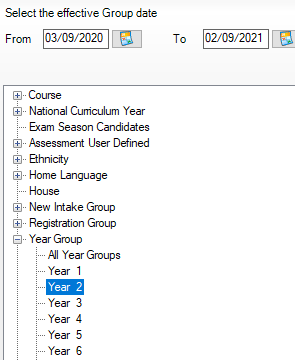 Select the effective Group date
From 03/09/2020 To 02/09/2021
Course
National Curriculum Year
Exam Season Candidates
Assessment User Defined
Ethnicity
Home Language
House
New Intake Group
Registration Group
Year Group
All Year Groups
Year 1
Year 2
Year 3
Year 4
Year 5
Year 6